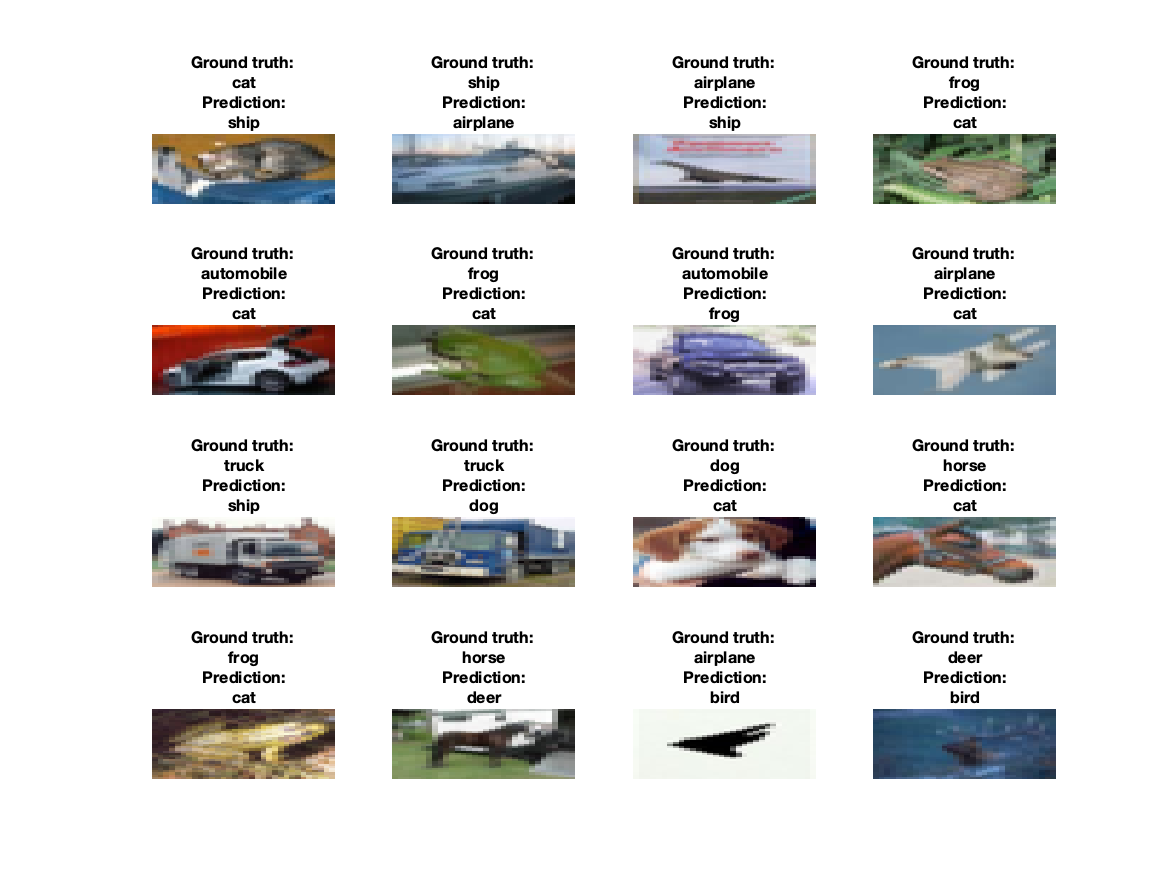 Ground truth:
cat
Prediction:
ship
Ground truth:
ship
Prediction:
airplane
Ground truth:
airplane
Prediction:
ship
Ground truth:
frog
Prediction:
cat
Ground truth:
automobile
Prediction:
cat
Ground truth:
frog
Prediction:
cat
Ground truth:
automobile
Prediction:
frog
Ground truth:
airplane
Prediction:
cat
Ground truth:
truck
Prediction:
ship
Ground truth:
truck
Prediction:
dog
Ground truth:
dog
Prediction:
cat
Ground truth:
horse
Prediction:
cat
Ground truth:
frog
Prediction:
cat
Ground truth:
horse
Prediction:
deer
Ground truth:
airplane
Prediction:
bird
Ground truth:
deer
Prediction:
bird